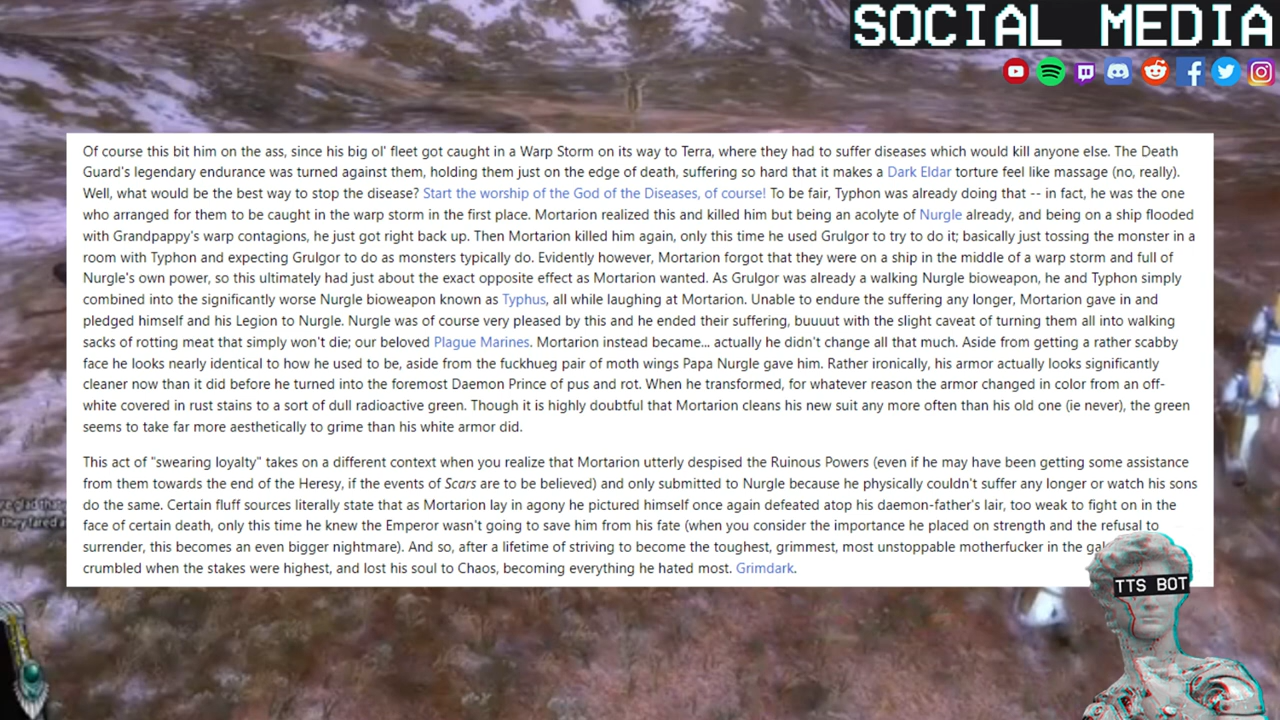 SOCIAL MEDIA
Of course this bit him on the ass, since his big ol' fleet got caught in a Warp Storm on its way to Terra, where they had to suffer diseases which would kill anyone else. The Death
Guard's legendary endurance was turned against them, holding them just on the edge of death, suffering so hard that it makes a Dark Eldar torture feel like massage (no, really).
Well, what would be the best way to stop the disease? Start the worship of the God of the Diseases, of course! To be fair, Typhon was already doing that -- in fact, he was the one
who arranged for them to be caught in the warp storm in the first place. Mortarion realized this and killed him but being an acolyte of Nurgle already, and being on a ship flooded
with Grandpappy's warp contagions, he just got right back up. Then Mortarion killed him again, only this time he used Grulgor to try to do it; basically just tossing the monster in a
room with Typhon and expecting Grulgor to do as monsters typically do. Evidently however, Mortarion forgot that they were on a ship in the middle of a warp storm and full of
Nurgle's own power, so this ultimately had just about the exact opposite effect as Mortarion wanted. As Grulgor was already a walking Nurgle bioweapon, he and Typhon simply
combined into the significantly worse Nurgle bioweapon known as Typhus, all while laughing at Mortarion. Unable to endure the suffering any longer, Mortarion gave in and
pledged himself and his Legion to Nurgle. Nurgle was of course very pleased by this and he ended their suffering, buuuut with the slight caveat of turning them all into walking
sacks of rotting meat that simply won't die; our beloved Plague Marines. Mortarion instead became... actually he didn't change all that much. Aside from getting a rather scabby
face he looks nearly identical to how he used to be, aside from the fuckhueg pair of moth wings Papa Nurgle gave him. Rather ironically, his armor actually looks significantly
cleaner now than it did before he turned into the foremost Daemon Prince of pus and rot. When he transformed, for whatever reason the armor changed in color from an off-
white covered in rust stains to a sort of dull radioactive green. Though it is highly doubtful that Mortarion cleans his new suit any more often than his old one (ie never), the green
seems to take far more aesthetically to grime than his white armor did.
This act of "swearing loyalty" takes on a different context when you realize that Mortarion utterly despised the Ruinous Powers (even if he may have been getting some assistance
from them towards the end of the Heresy, if the events of Scars are to be believed) and only submitted to Nurgle because he physically couldn't suffer any longer or watch his sons
do the same. Certain fluff sources literally state that as Mortarion lay in agony he pictured himself once again defeated atop his daemon-father's lair, too weak to fight on in the
face of certain death, only this time he knew the Emperor wasn't going to save him from his fate (when you consider the importance he placed on strength and the refusal to
surrender, this becomes an even bigger nightmare). And so, after a lifetime of striving to become the toughest, grimmest, most unstoppable motherfucker in the
crumbled when the stakes were highest, and lost his soul to Chaos, becoming everything he hated most. Grimdark.
TTS BOT